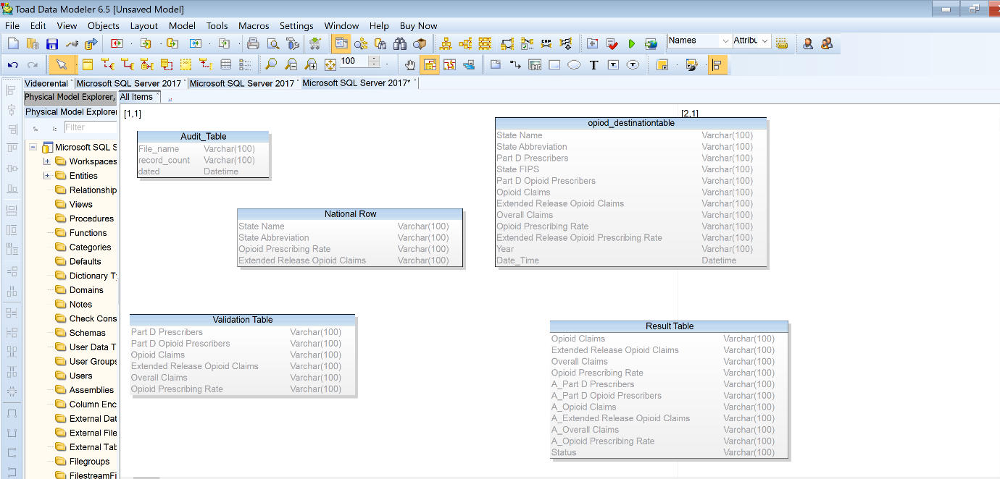 Toad Data Modeler 6.5 [Unsaved Model]
File Edit View Objects Layout Model Tools Macros Settings Window Help Buy Now
Names Attribu
100
Videorental Microsoft SQL Server 2017 Microsoft SQL Server 2017 Microsoft SQL Server 2017*
Physical Model Explorer, All Items
Physical Model Explorer
Filter
Microsoft SQL S
Workspaces
Entities
Relationship
Views
Procedures
Functions
Categories
Defaults
Dictionary T
Domains
Notes
Check Cons
Schemas
User Data T
User Groups
Users
Assemblies
Column Enc
External Dat
External File
External Tab
Filegroups
FilestreamFi
[1,1] [2,1]
Audit_Table
File_name Varchar(100)
record_count Varchar(100)
dated Datetime
National Row
State Name Varchar(100)
State Abbreviation Varchar(100)
Opioid Prescribing Rate Varchar(100)
Extended Release Opioid Claims Varchar(100)
opiod_destinationtable
State Name Varchar(100)
State Abbreviation Varchar(100)
Part D Prescribers Varchar(100)
State FIPS Varchar(100)
Part D Opioid Prescribers Varchar(100)
Opioid Claims Varchar(100)
Extended Release Opioid Claims Varchar(100)
Overall Claims Varchar(100)
Opioid Prescribing Rate Varchar(100)
Extended Release Opioid Prescribing Rate Varchar(100)
Year Varchar(100)
Date_Time Datetime
Validation Table
Part D Prescribers Varchar(100)
Part D Opioid Prescribers Varchar(100)
Opioid Claims Varchar(100)
Extended Release Opioid Claims Varchar(100)
Overall Claims Varchar(100)
Opioid Prescribing Rate Varchar(100)
Result Table
Opioid Claims Varchar(100)
Extended Release Opioid Claims Varchar(100)
Overall Claims Varchar(100)
Opioid Prescribing Rate Varchar(100)
A_Part D Prescribers Varchar(100)
A_Part D Opioid Prescribers Varchar(100)
A_Opioid Claims Varchar(100)
A_Extended Release Opioid Claims Varchar(100)
A_Overall Claims Varchar(100)
A_Opioid Prescribing Rate Varchar(100)
Status Varchar(100)